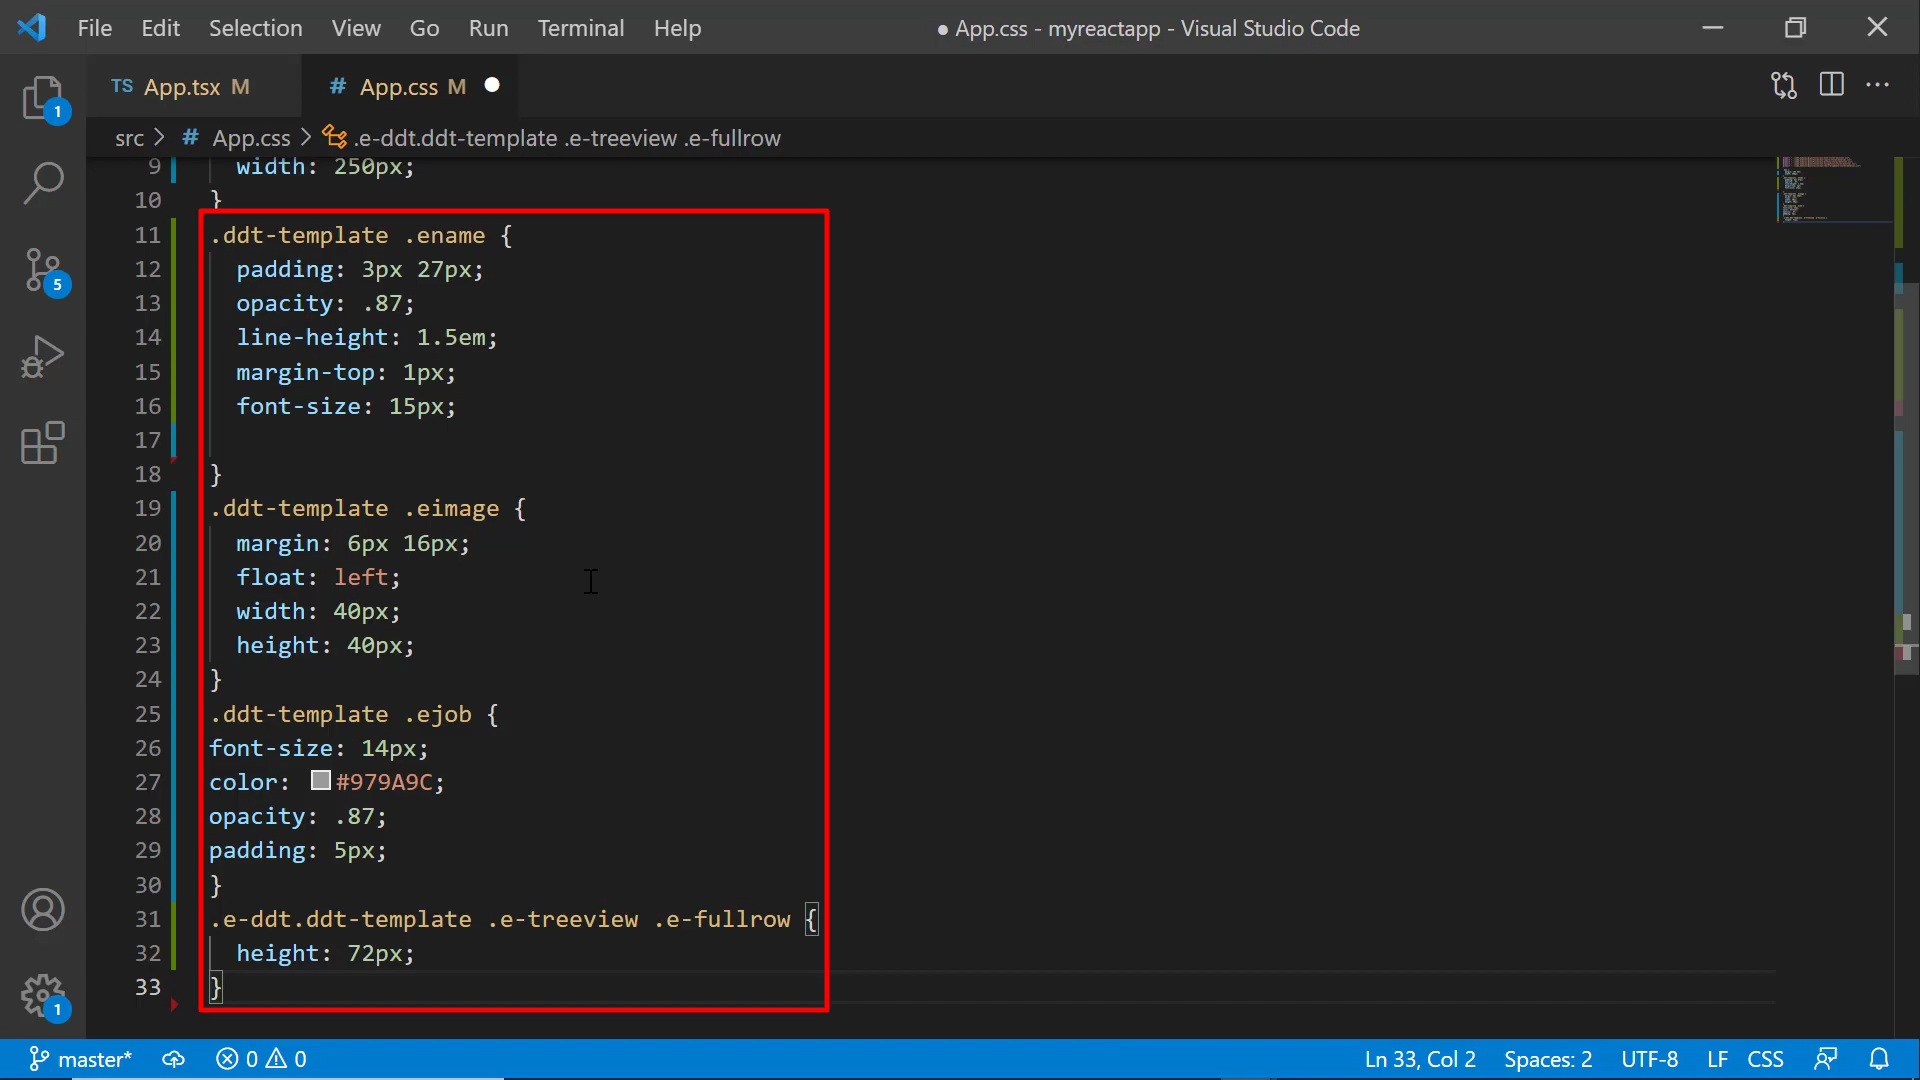 File Edit Selection View Go Run Terminal Help ● App.css - myreactapp - Visual Studio Code
TS App.tsx M # App.css M
src > # App.css > .e-ddt.ddt-template .e-treeview .e-fullrow
9 width: 250px;
10 }
11 .ddt-template .ename {
12 padding: 3px 27px;
13 opacity: .87;
14 line-height: 1.5em;
15 margin-top: 1px;
16 font-size: 15px;
17
18 }
19 .ddt-template .eimage {
20 margin: 6px 16px;
21 float: left;
22 width: 40px;
23 height: 40px;
24 }
25 .ddt-template .ejob {
26 font-size: 14px;
27 color: #979A9C;
28 opacity: .87;
29 padding: 5px;
30 }
31 .e-ddt.ddt-template .e-treeview .e-fullrow {
32 height: 72px;
33 }
1
5
1
master* 0 0 Ln 33, Col 2 Spaces: 2 UTF-8 LF CSS